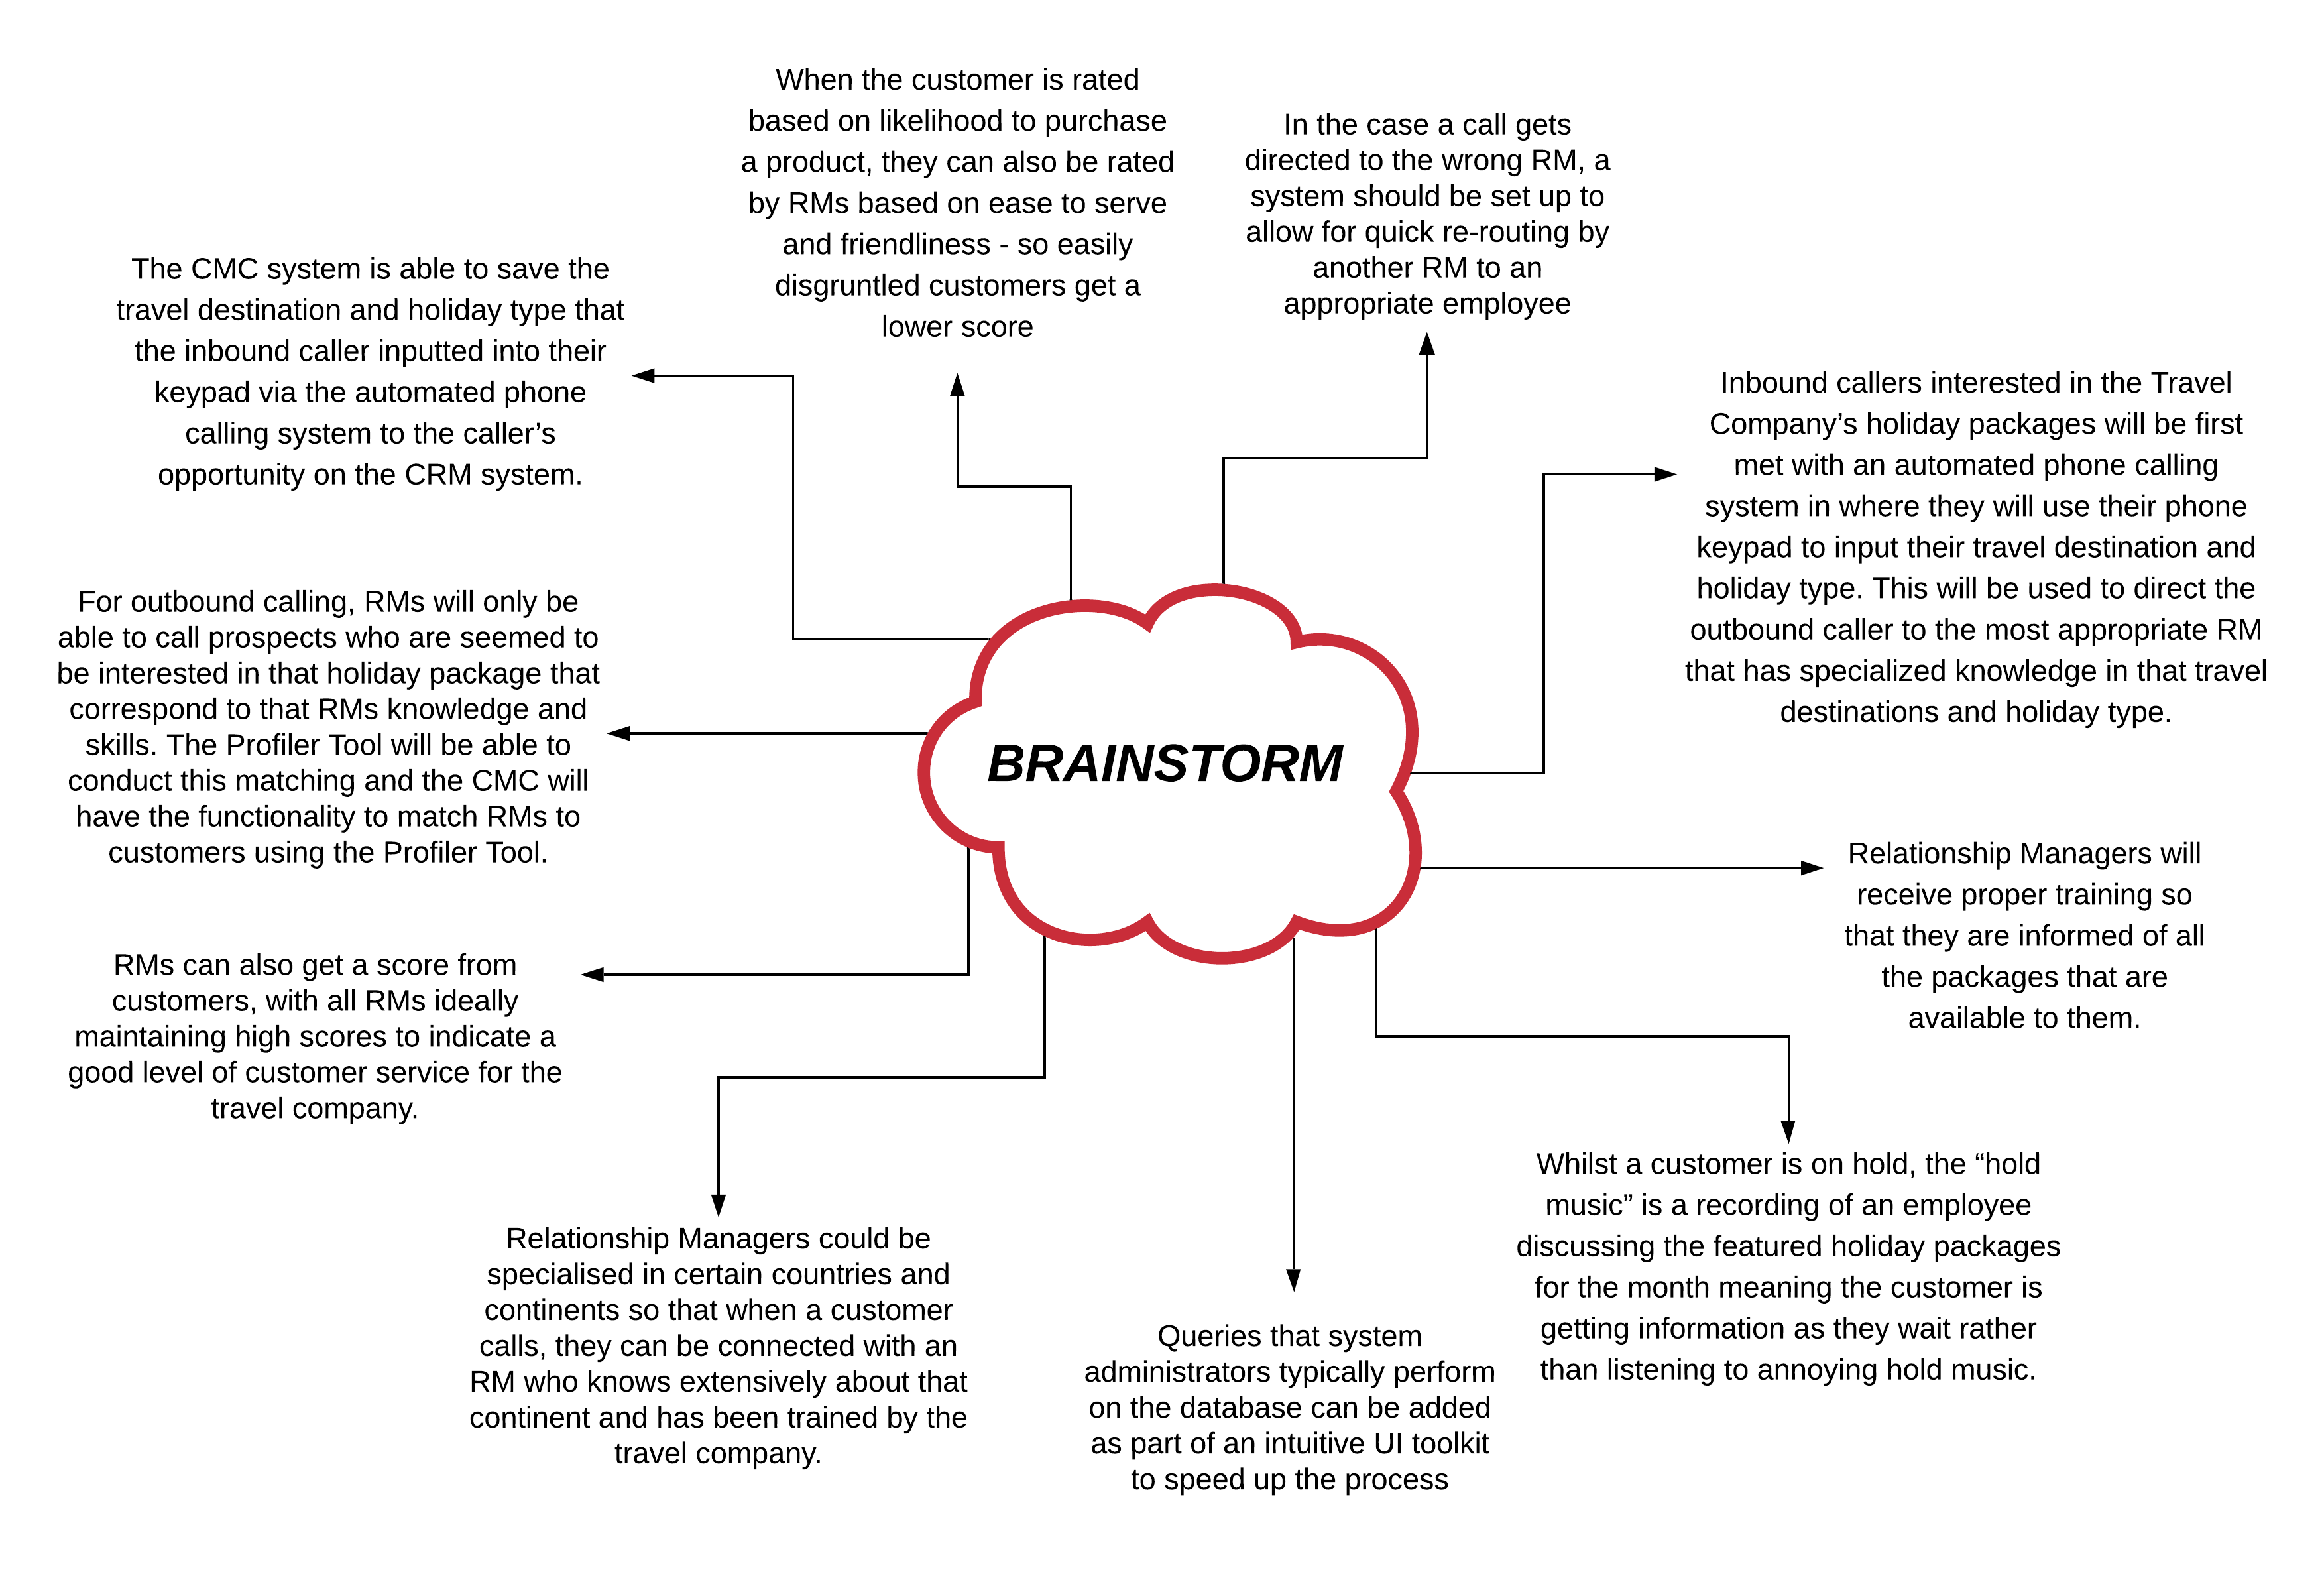 When the customer is rated
based on likelihood to purchase
a product, they can also be rated
by RMs based on ease to serve
and friendliness - so easily
disgruntled customers get a
lower score
In the case a call gets
directed to the wrong RM, a
system should be set up to
allow for quick re-routing by
another RM to an
appropriate employee
The CMC system is able to save the
travel destination and holiday type that
the inbound caller inputted into their
keypad via the automated phone
calling system to the caller’s
opportunity on the CRM system.
Inbound callers interested in the Travel
Company’s holiday packages will be first
met with an automated phone calling
system in where they will use their phone
keypad to input their travel destination and
holiday type. This will be used to direct the
outbound caller to the most appropriate RM
that has specialized knowledge in that travel
destinations and holiday type.
For outbound calling, RMs will only be
able to call prospects who are seemed to
be interested in that holiday package that
correspond to that RMs knowledge and
skills. The Profiler Tool will be able to
conduct this matching and the CMC will
have the functionality to match RMs to
customers using the Profiler Tool.
BRAINSTORM
Relationship Managers will
receive proper training so
that they are informed of all
the packages that are
available to them.
RMs can also get a score from
customers, with all RMs ideally
maintaining high scores to indicate a
good level of customer service for the
travel company.
Whilst a customer is on hold, the “hold
music” is a recording of an employee
discussing the featured holiday packages
for the month meaning the customer is
getting information as they wait rather
than listening to annoying hold music.
Relationship Managers could be
specialised in certain countries and
continents so that when a customer
calls, they can be connected with an
RM who knows extensively about that
continent and has been trained by the
travel company.
Queries that system
administrators typically perform
on the database can be added
as part of an intuitive UI toolkit
to speed up the process